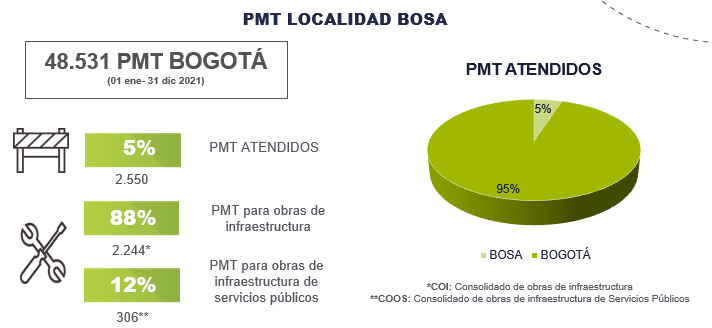 PMT LOCALIDAD BOSA
48.531 PMT BOGOTÁ
(01 ene- 31 dic 2021)
5%
PMT ATENDIDOS
2.550
88%
PMT para obras de
infraestructura
2.244*
12%
PMT para obras de
infraestructura de
servicios públicos
306**
PMT ATENDIDOS
5%
95%
BOSA
BOGOTÁ
*COI: Consolidado de obras de infraestructura
**COOS: Consolidado de obras de infraestructura de Servicios Públicos